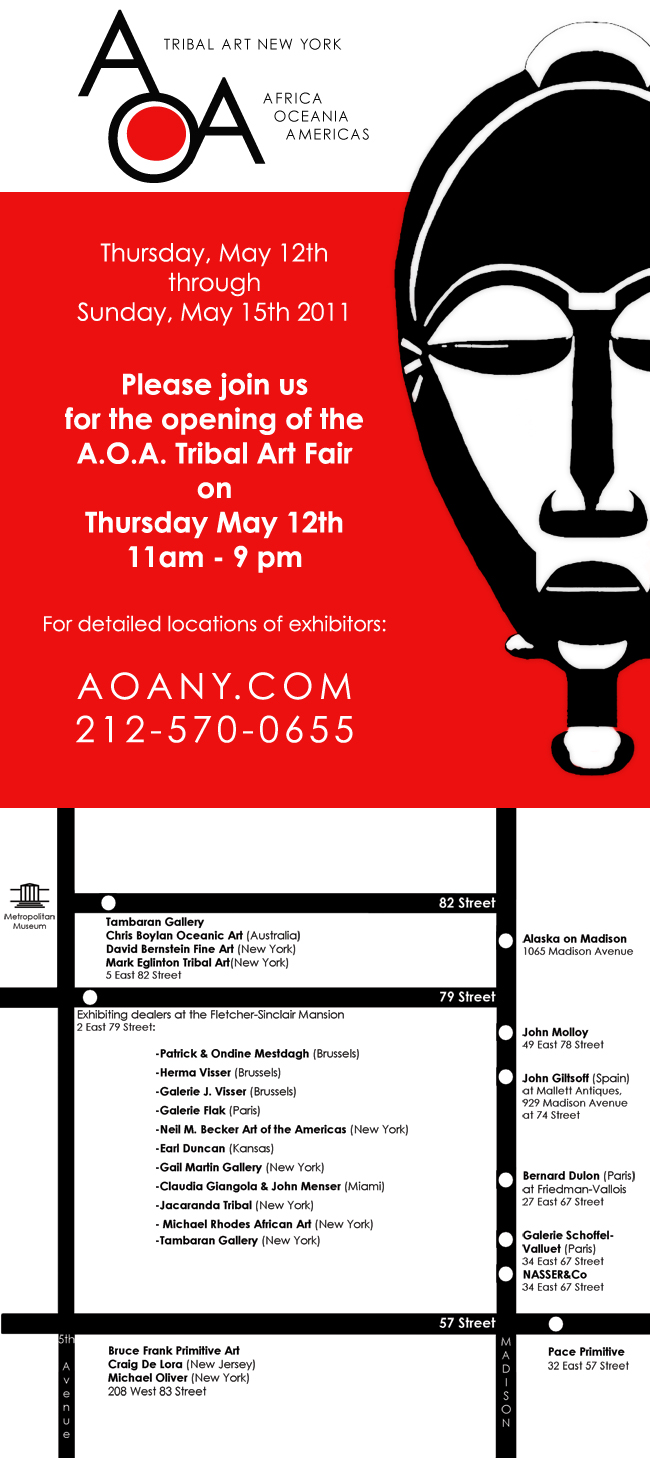 AOA
TRIBAL ART NEW YORK
AFRICA
OCEANIA
AMERICAS
Thursday, May 12th
through
Sunday, May 15th 2011
Please join us
for the opening of the
A.O.A. Tribal Art Fair
on
Thursday May 12th
11am - 9 pm
For detailed locations of exhibitors:
AOANY.COM
212-570-0655
Metropolitan
Museum
82 Street
Tambaran Gallery
Chris Boylan Oceanic Art (Australia)
David Bernstein Fine Art (New York)
Mark Eglinton Tribal Art(New York)
5 East 82 Street
Alaska on Madison
1065 Madison Avenue
79 Street
Exhibiting dealers at the Fletcher-Sinclair Mansion
2 East 79 Street:
-Patrick & Ondine Mestdagh (Brussels)
-Herma Visser (Brussels)
-Galerie J. Visser (Brussels)
-Galerie Flak (Paris)
-Neil M. Becker Art of the Americas (New York)
-Earl Duncan (Kansas)
-Gail Martin Gallery (New York)
-Claudia Giangola & John Menser (Miami)
-Jacaranda Tribal (New York)
- Michael Rhodes African Art (New York)
-Tambaran Gallery (New York)
John Molloy
49 East 78 Street
John Giltsoff (Spain)
at Mallett Antiques,
929 Madison Avenue
at 74 Street
Bernard Dulon (Paris)
at Friedman-Vallois
27 East 67 Street
Galerie Schoffel-
Valluet (Paris)
34 East 67 Street
NASSER&Co
34 East 67 Street
57 Street
5th
Avenue
Bruce Frank Primitive Art
Craig De Lora (New Jersey)
Michael Oliver (New York)
208 West 83 Street
MADISON
Pace Primitive
32 East 57 Street